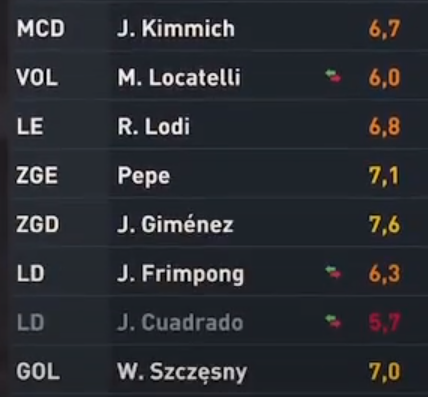 MCD J. Kimmich 6,7
VOL M. Locatelli 6,0
LE R. Lodi 6,8
ZGE Pepe 7,1
ZGD J. Giménez 7,6
LD J. Frimpong 6,3
LD J. Cuadrado 5,7
GOL W. Szczęsny 7,0